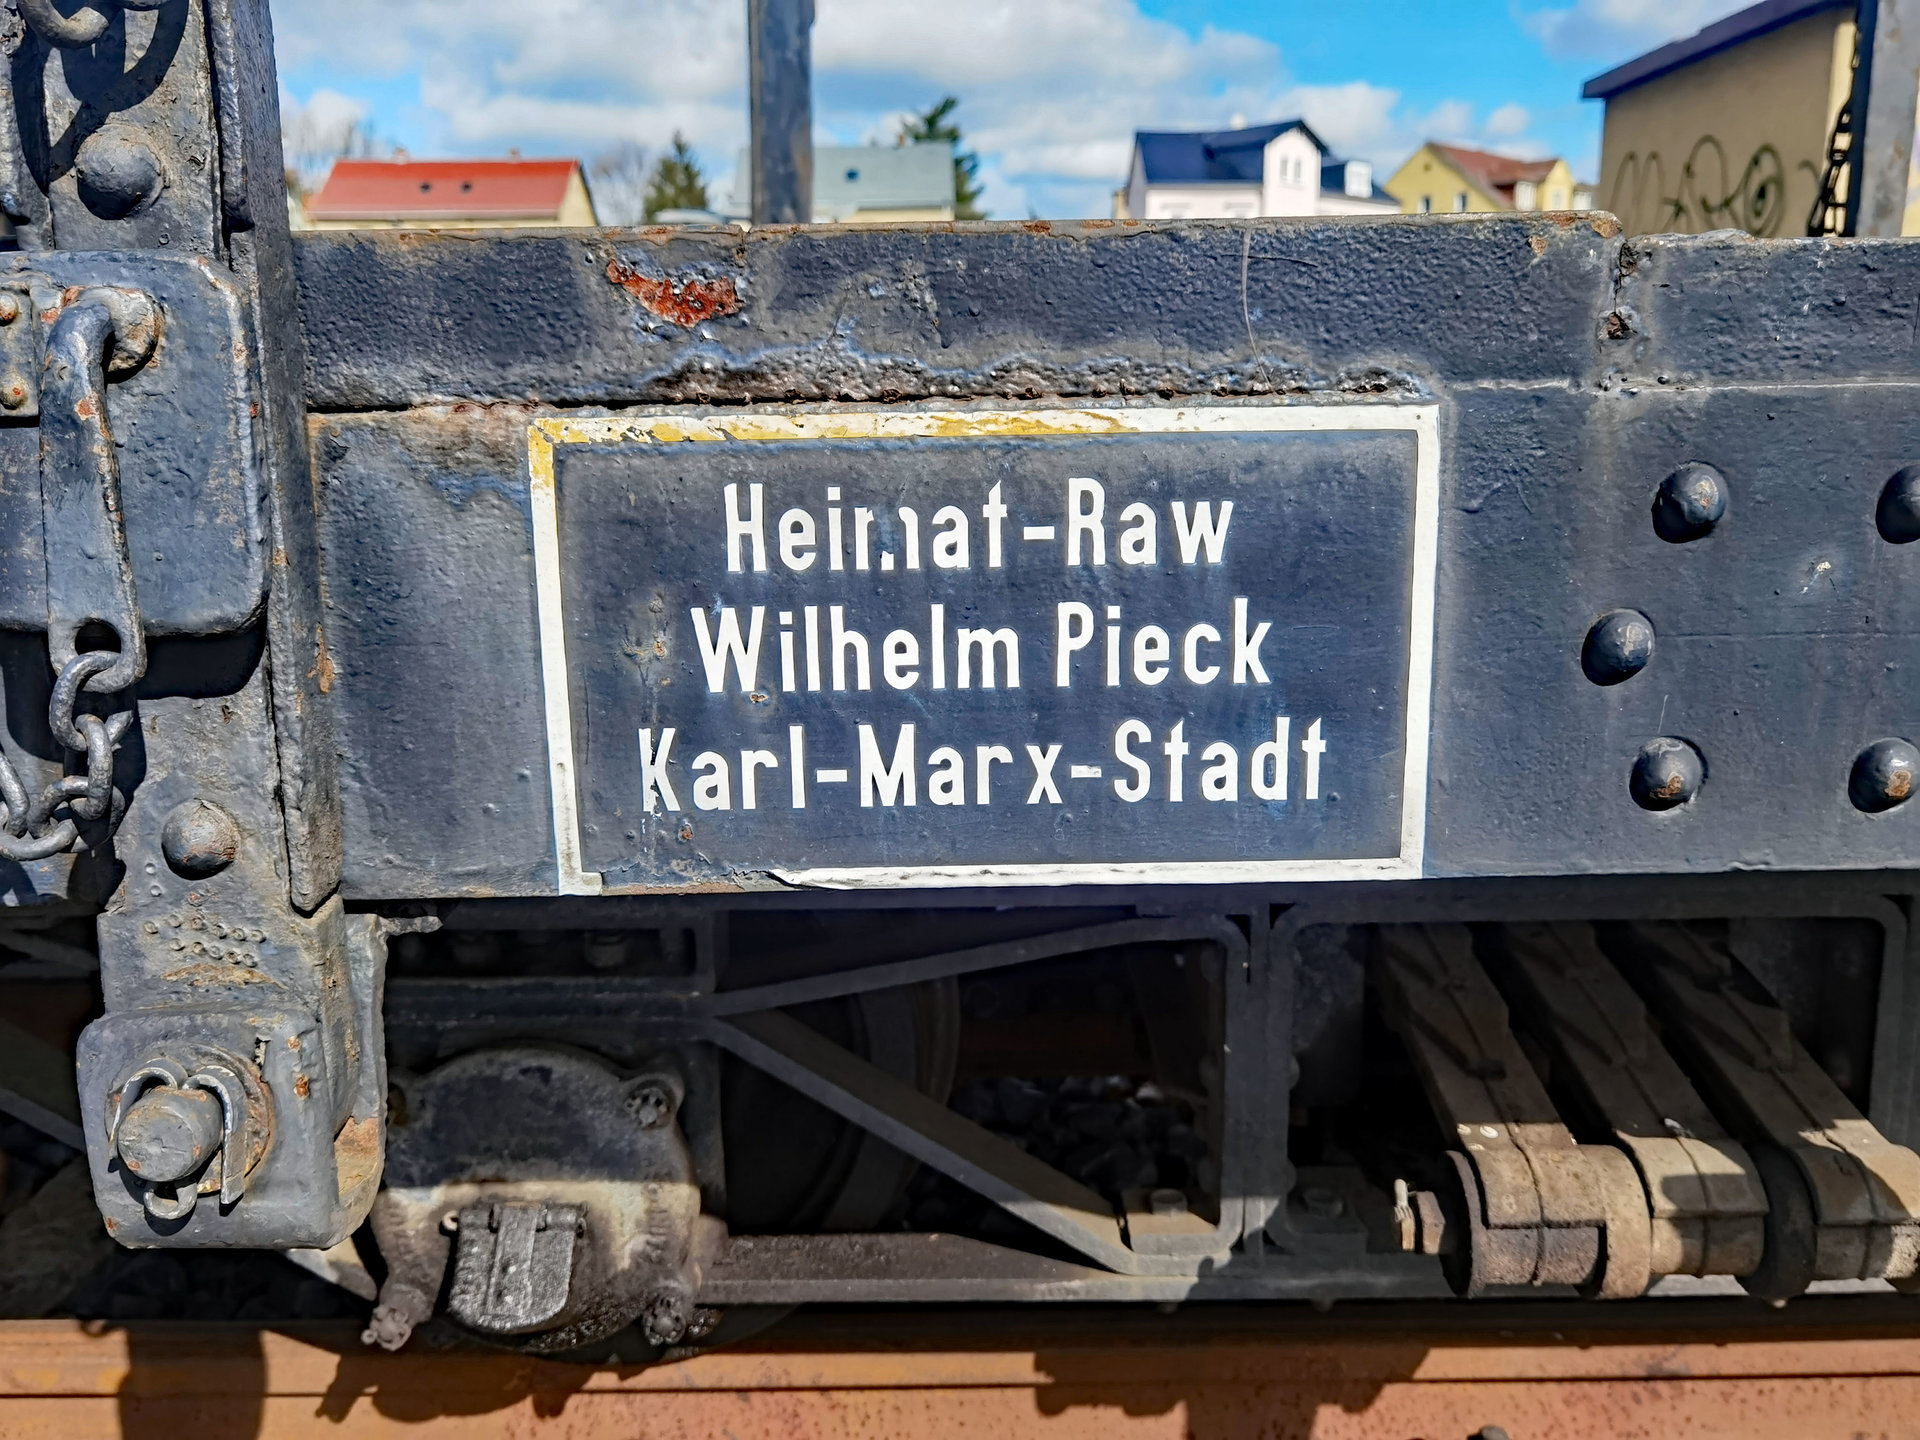 Heimat-Raw
Wilhelm Pieck
Karl-Marx-Stadt